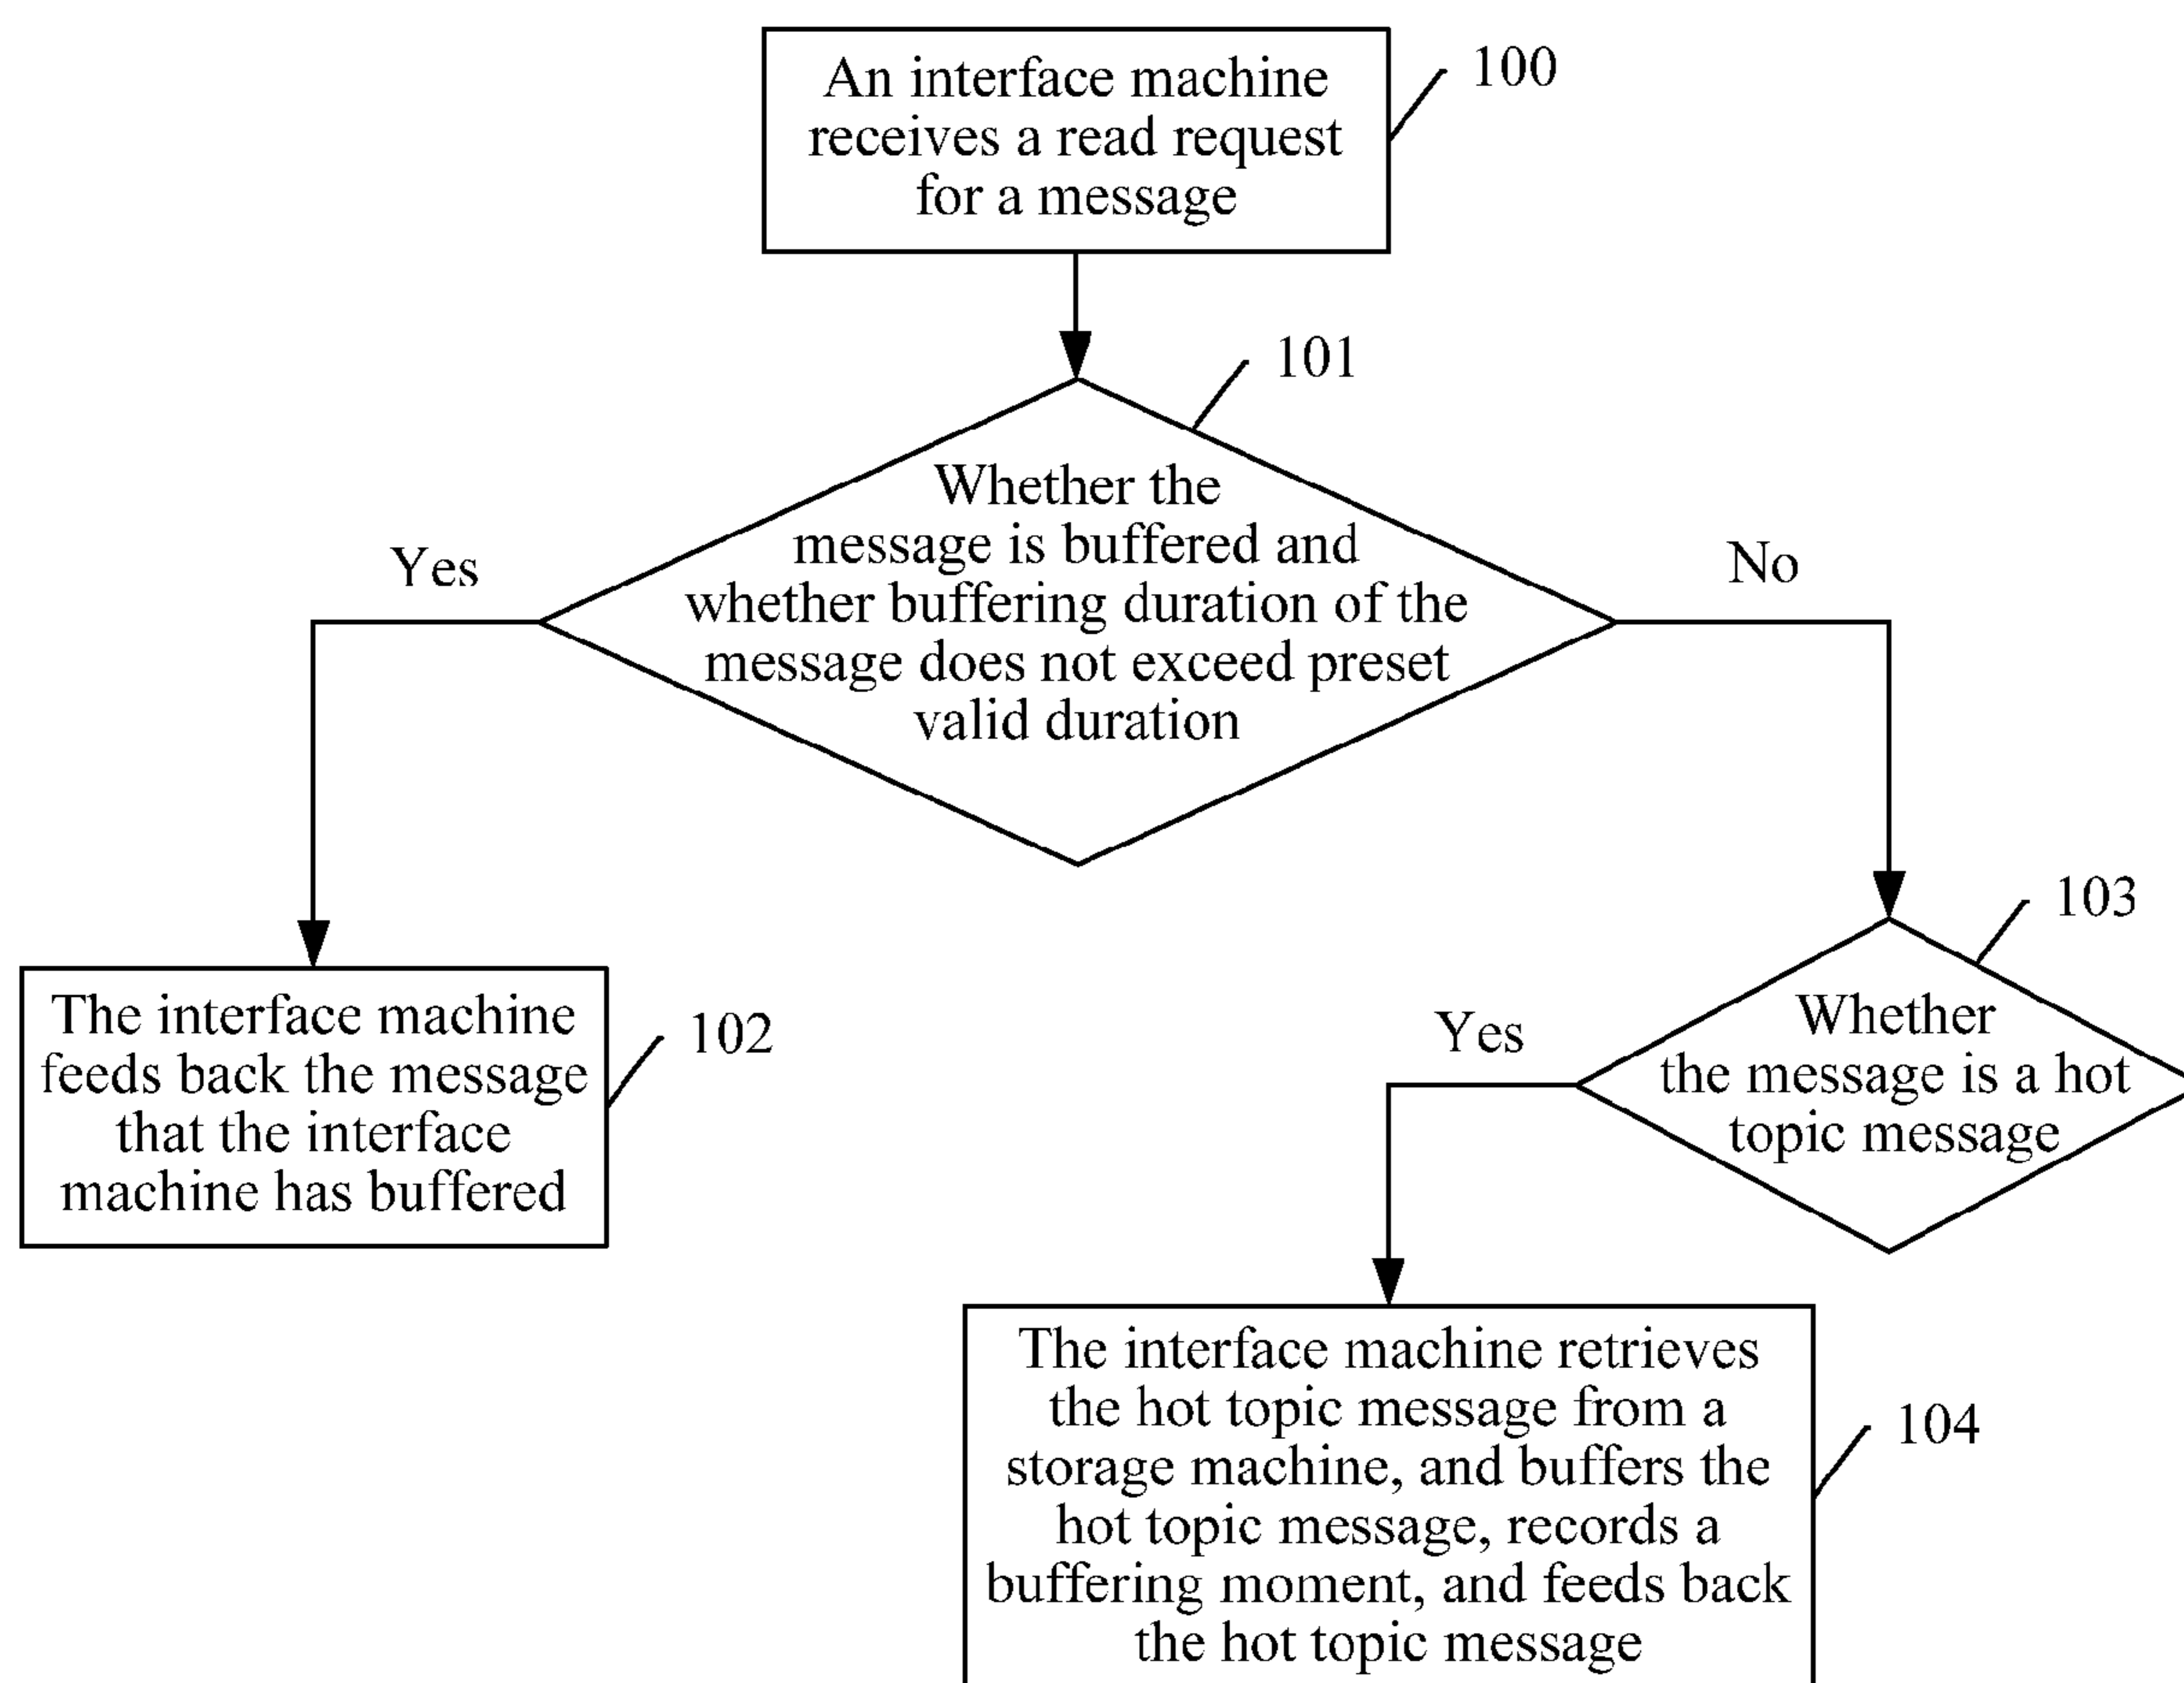 An interface machine
receives a read request
for a message
100
101
Whether the
message is buffered and
whether buffering duration of the
message does not exceed preset
valid duration
Yes
No
The interface machine
feeds back the message
that the interface
machine has buffered
102
103
Whether
the message is a hot
topic message
Yes
The interface machine retrieves
the hot topic message from a
storage machine, and buffers the
hot topic message, records a
buffering moment, and feeds back
the hot topic message
104